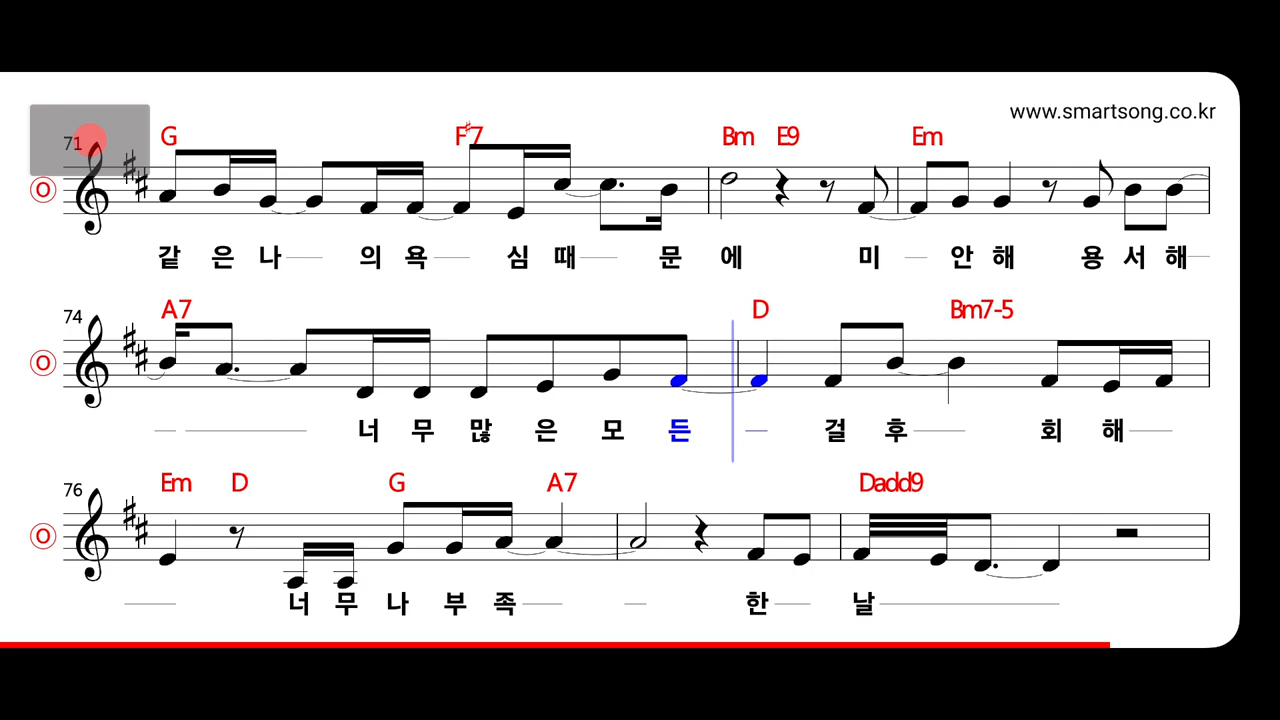 www.smartsong.co.kr
71 G F#7 Bm E9 Em
같 은 나 의 욕 심 때 문 에 미 안 해 용 서 해
74 A7 D Bm7-5
너 무 많 은 모 든 걸 후 회 해
76 Em D G A7 Dadd9
너 무 나 부 족 한 날